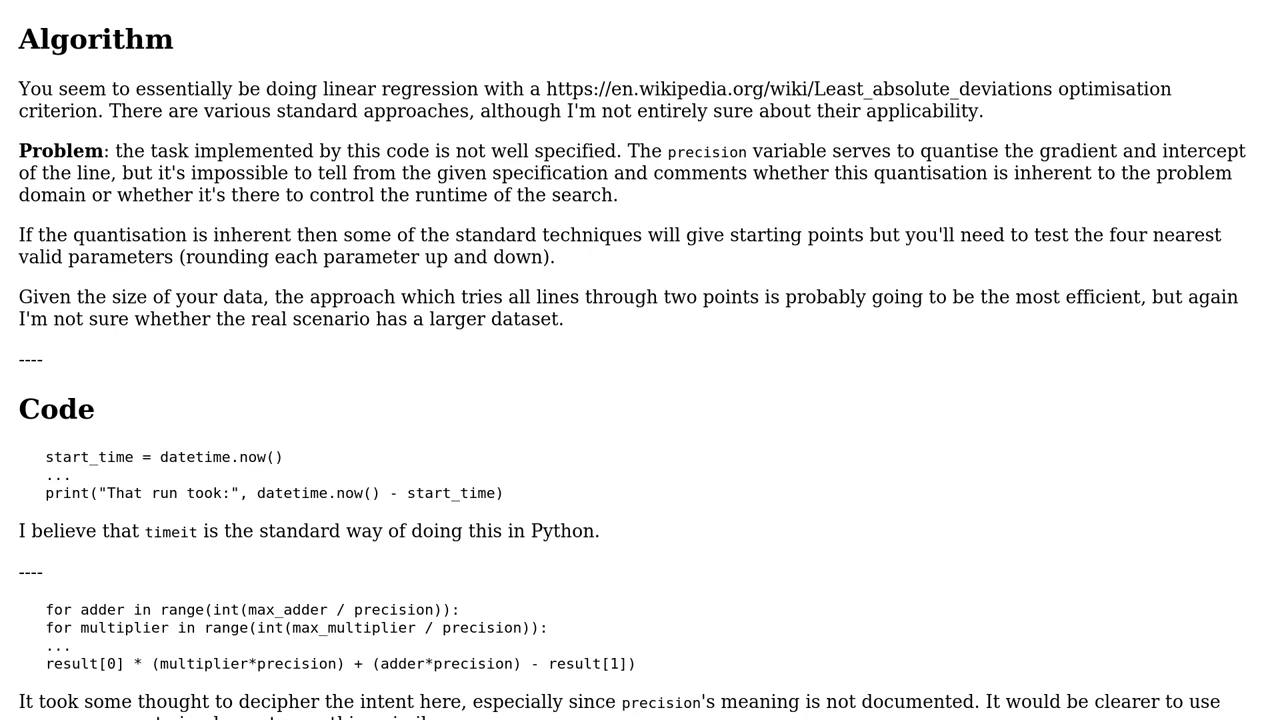 Algorithm
You seem to essentially be doing linear regression with a https://en.wikipedia.org/wiki/Least_absolute_deviations optimisation
criterion. There are various standard approaches, although I'm not entirely sure about their applicability.
Problem: the task implemented by this code is not well specified. The precision variable serves to quantise the gradient and intercept
of the line, but it's impossible to tell from the given specification and comments whether this quantisation is inherent to the problem
domain or whether it's there to control the runtime of the search.
If the quantisation is inherent then some of the standard techniques will give starting points but you'll need to test the four nearest
valid parameters (rounding each parameter up and down).
Given the size of your data, the approach which tries all lines through two points is probably going to be the most efficient, but again
I'm not sure whether the real scenario has a larger dataset.
----
Code
start_time = datetime.now()
...
print("That run took:", datetime.now() - start_time)
I believe that timeit is the standard way of doing this in Python.
----
for adder in range(int(max_adder / precision)):
for multiplier in range(int(max_multiplier / precision)):
...
result[0] * (multiplier*precision) + (adder*precision) - result[1])
It took some thought to decipher the intent here, especially since precision's meaning is not documented. It would be clearer to use